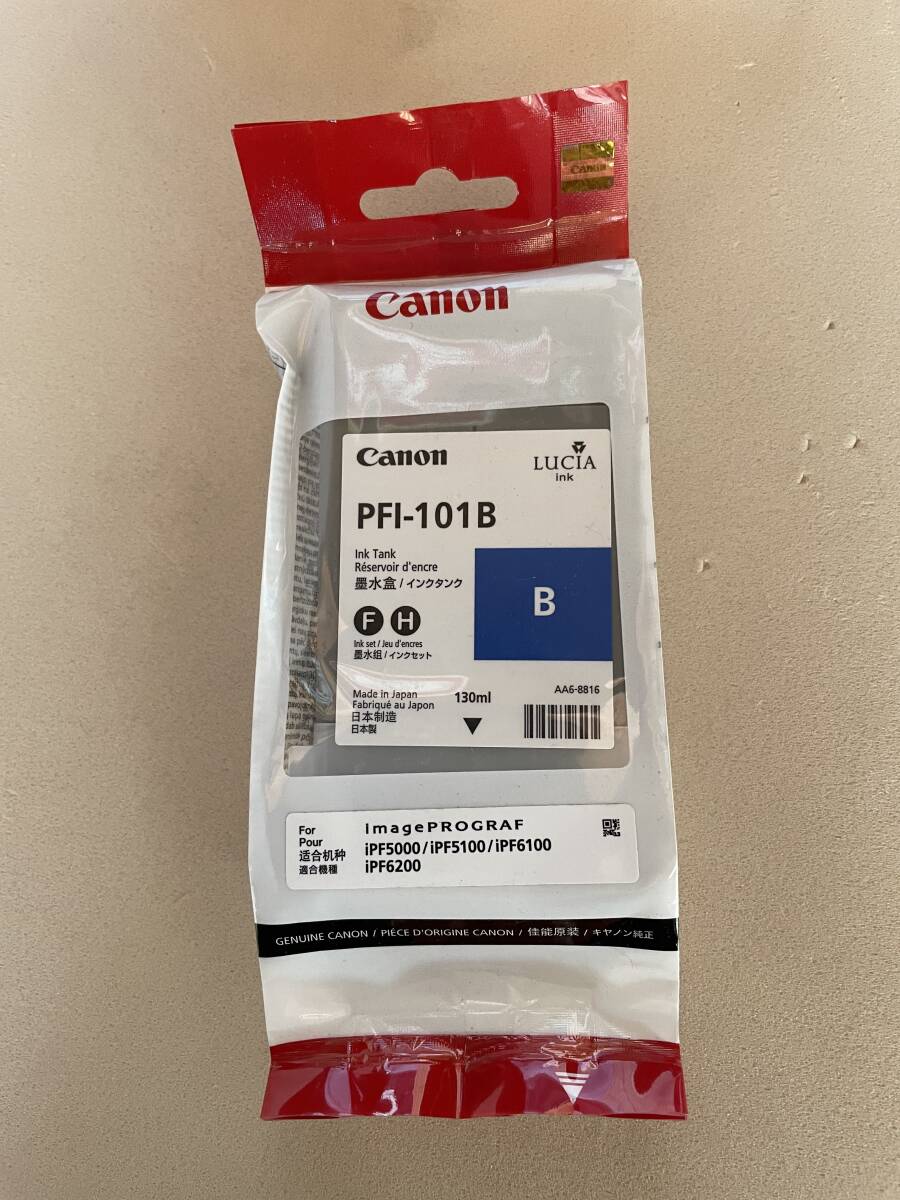 Canon
Canon
Canon
LUCIA
ink
PFI-101B
Ink Tank
Réservoir d'encre
墨水盒 / インクタンク
B
F H
Ink set / Jeu d'encres
墨水组 / インクセット
Made in Japan
Fabriqué au Japon
日本制造
日本製
130ml
AA6-8816
For
Pour
适合机种
適合機種
ImagePROGRAF
iPF5000 / iPF5100 / iPF6100
iPF6200
GENUINE CANON / PIÈCE D'ORIGINE CANON / 佳能原装 / キヤノン純正